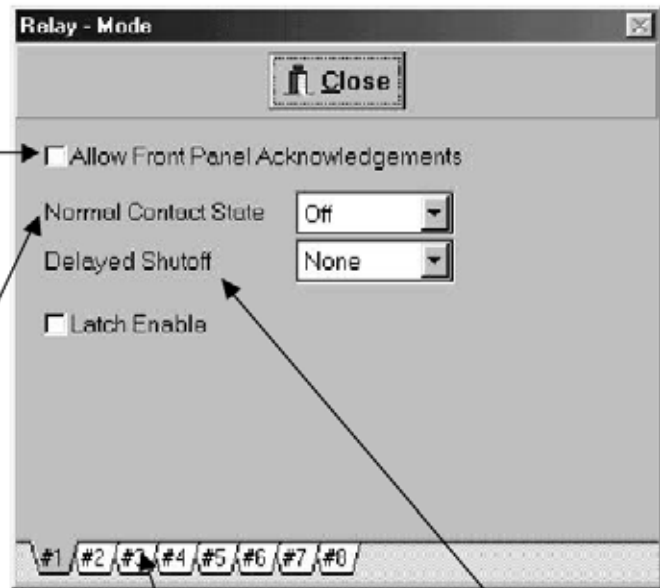 Relay - Mode
Close
Allow Front Panel Acknowledgements
Normal Contact State Off
Delayed Shutoff None
Latch Enable
#1 #2 #3 #4 #5 #6 #7 #8